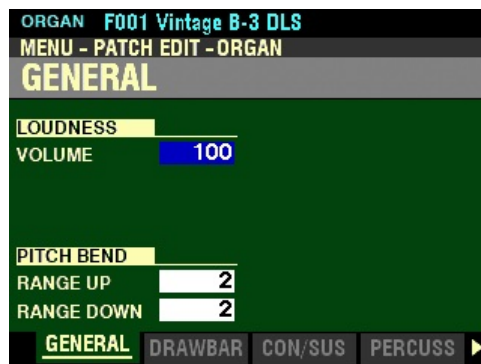 ORGAN F001 Vintage B-3 DLS
MENU - PATCH EDIT - ORGAN
GENERAL
LOUDNESS
VOLUME 100
PITCH BEND
RANGE UP 2
RANGE DOWN 2
GENERAL DRAWBAR CON/SUS PERCUSS